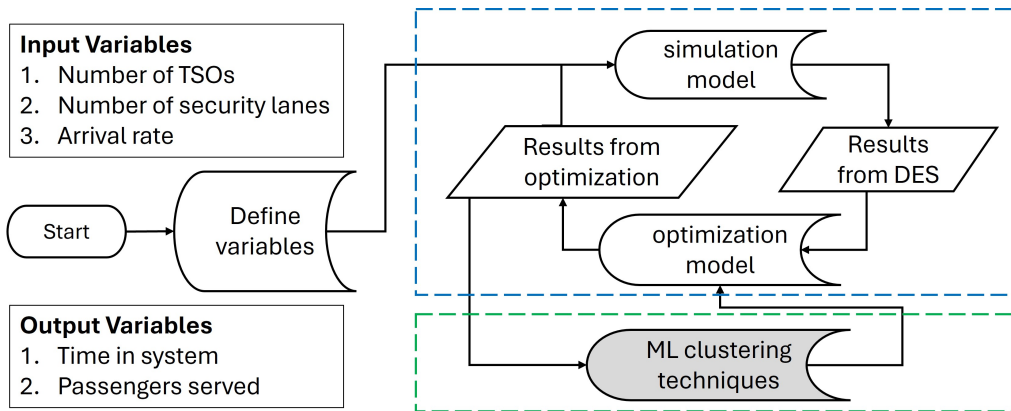 Input Variables
1. Number of TSOs
2. Number of security lanes
3. Arrival rate
simulation
model
Results from
optimization
Results
from DES
Start
Define
variables
optimization
model
Output Variables
1. Time in system
2. Passengers served
ML clustering
techniques